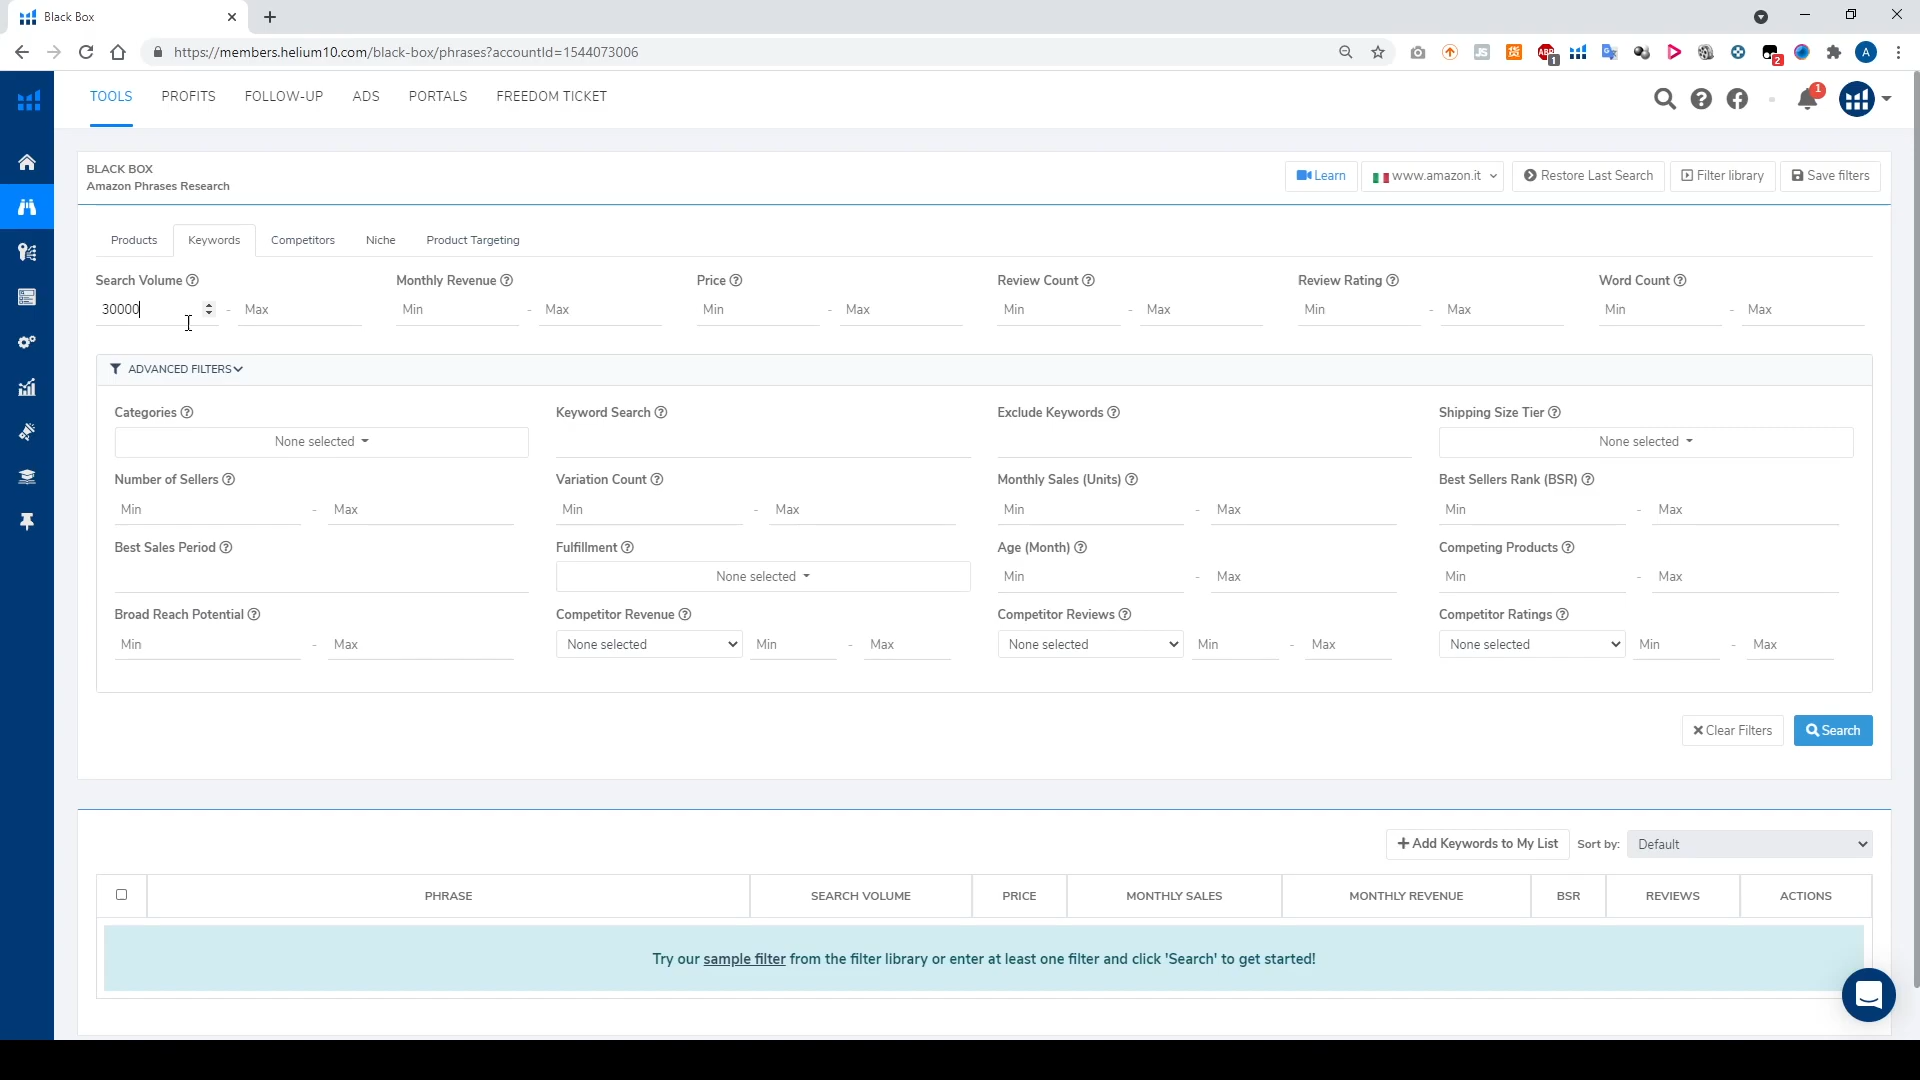 Black Box
https://members.helium10.com/black-box/phrases?accountId=1544073006
1
2
A
TOOLS PROFITS FOLLOW-UP ADS PORTALS FREEDOM TICKET
1
BLACK BOX
Amazon Phrases Research
Learn www.amazon.it Restore Last Search Filter library Save filters
Products Keywords Competitors Niche Product Targeting
Search Volume Monthly Revenue Price Review Count Review Rating Word Count
30000 - Max Min - Max Min - Max Min - Max Min - Max Min - Max
ADVANCED FILTERS
Categories Keyword Search Exclude Keywords Shipping Size Tier
None selected None selected
Number of Sellers Variation Count Monthly Sales (Units) Best Sellers Rank (BSR)
Min - Max Min - Max Min - Max Min - Max
Best Sales Period Fulfillment Age (Month) Competing Products
None selected Min - Max Min - Max
Broad Reach Potential Competitor Revenue Competitor Reviews Competitor Ratings
Min - Max None selected Min - Max None selected Min - Max None selected Min - Max
Clear Filters Search
Add Keywords to My List Sort by: Default
PHRASE SEARCH VOLUME PRICE MONTHLY SALES MONTHLY REVENUE BSR REVIEWS ACTIONS
Try our sample filter from the filter library or enter at least one filter and click 'Search' to get started!